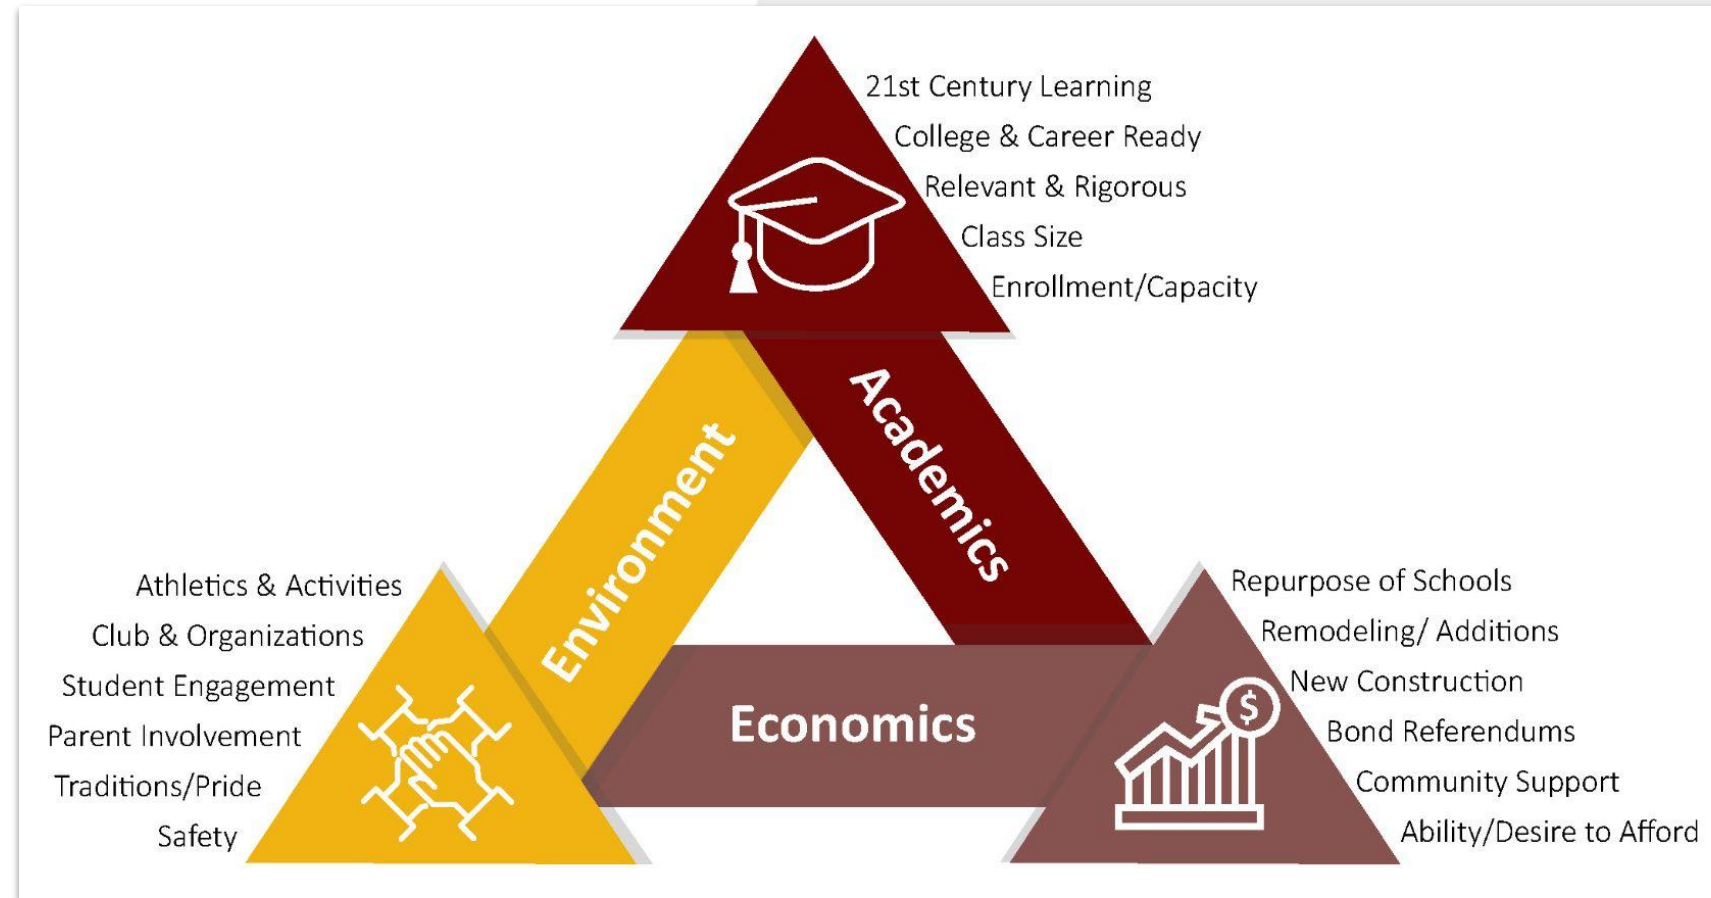 21st Century Learning
College & Career Ready
Relevant & Rigorous
Class Size
Enrollment/Capacity
Academics
Environment
Economics
Athletics & Activities
Club & Organizations
Student Engagement
Parent Involvement
Traditions/Pride
Safety
Repurpose of Schools
Remodeling/ Additions
New Construction
Bond Referendums
Community Support
Ability/Desire to Afford
$